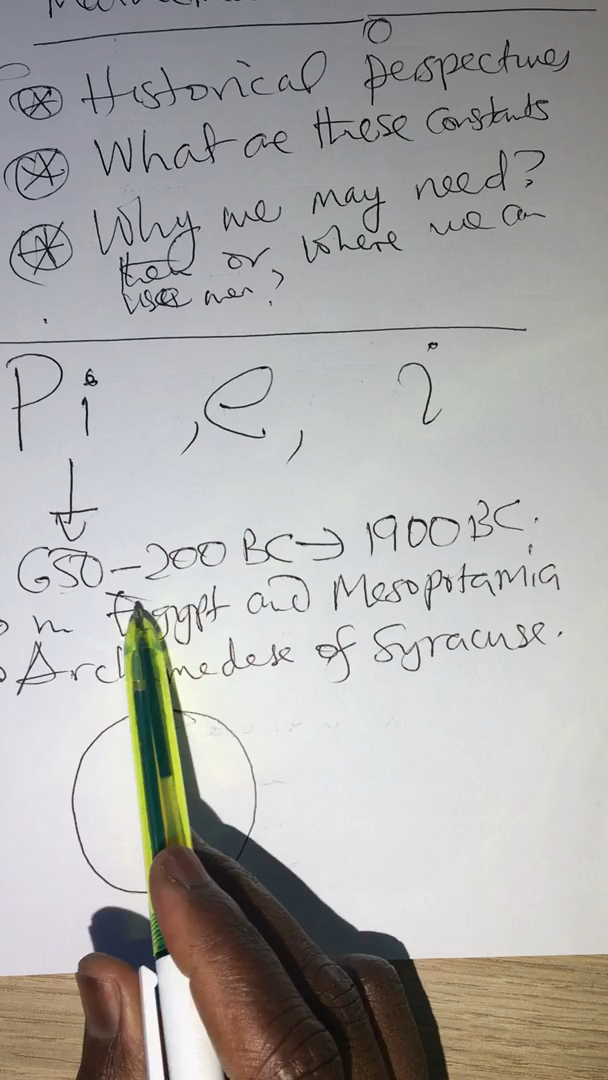 Historical Perspectives
What are these constants
Why we may need?
or where we can
use men?
Pi , e, i
650-200 BC → 1900 BC.
In Egypt and Mesopotamia
Archimedese of Syracuse.